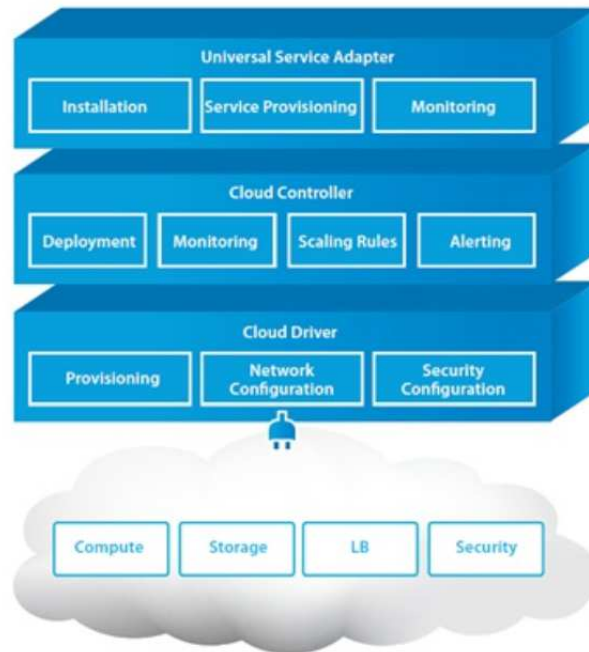 Universal Service Adapter
Installation
Service Provisioning
Monitoring
Cloud Controller
Deployment
Monitoring
Scaling Rules
Alerting
Cloud Driver
Provisioning
Network
Configuration
Security
Configuration
Compute
Storage
LB
Security